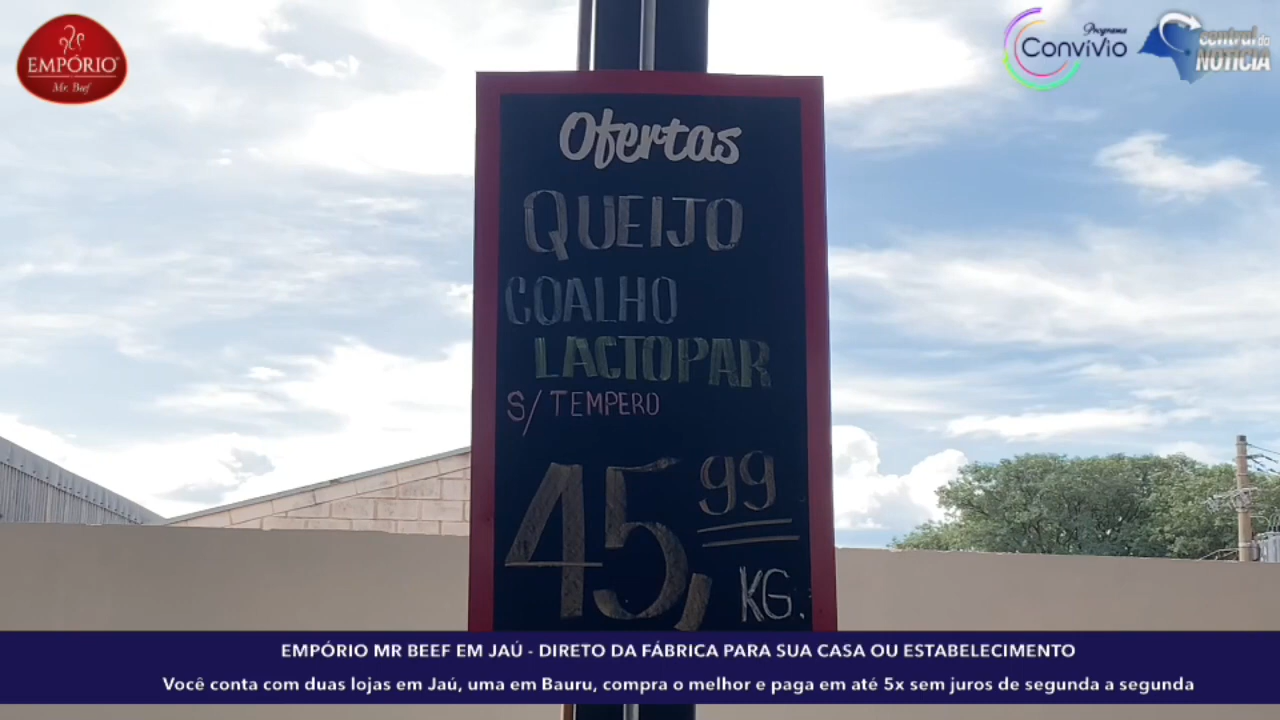 EMPÓRIO
Mr. Beef
Programa
ConviVio
central da
NOTÍCIA
Ofertas
QUEIJO
COALHO
LACTOPAR
S/ TEMPERO
45,99
KG.
EMPÓRIO MR BEEF EM JAÚ - DIRETO DA FÁBRICA PARA SUA CASA OU ESTABELECIMENTO
Você conta com duas lojas em Jaú, uma em Bauru, compra o melhor e paga em até 5x sem juros de segunda a segunda